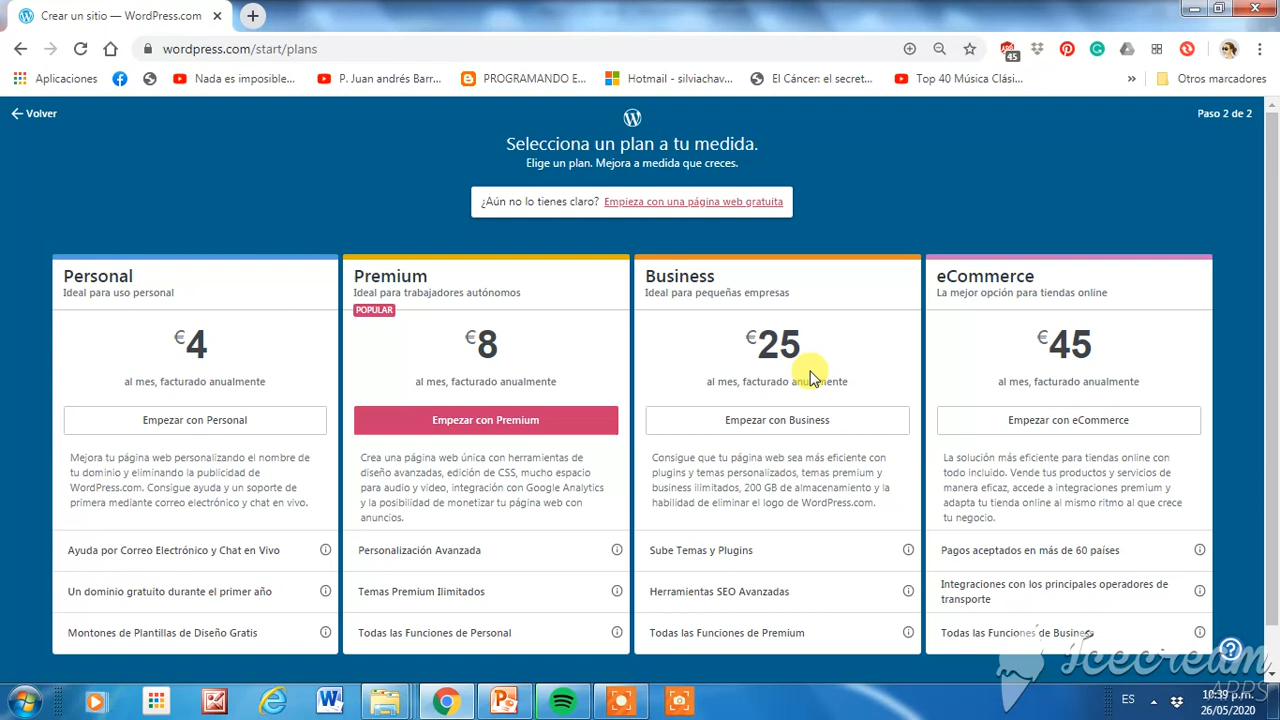 Crear un sitio — WordPress.com
wordpress.com/start/plans
45
Aplicaciones
Nada es imposible...
P. Juan andrés Barr...
PROGRAMANDO E...
Hotmail - silviachav...
El Cáncer: el secret...
Top 40 Música Clási...
»
Otros marcadores
Volver
Paso 2 de 2
Selecciona un plan a tu medida.
Elige un plan. Mejora a medida que creces.
¿Aún no lo tienes claro? Empieza con una página web gratuita
Personal
Ideal para uso personal
€4
al mes, facturado anualmente
Empezar con Personal
Mejora tu página web personalizando el nombre de
tu dominio y eliminando la publicidad de
WordPress.com. Consigue ayuda y un soporte de
primera mediante correo electrónico y chat en vivo.
Ayuda por Correo Electrónico y Chat en Vivo
Un dominio gratuito durante el primer año
Montones de Plantillas de Diseño Gratis
Premium
Ideal para trabajadores autónomos
POPULAR
€8
al mes, facturado anualmente
Empezar con Premium
Crea una página web única con herramientas de
diseño avanzadas, edición de CSS, mucho espacio
para audio y video, integración con Google Analytics
y la posibilidad de monetizar tu página web con
anuncios.
Personalización Avanzada
Temas Premium Ilimitados
Todas las Funciones de Personal
Business
Ideal para pequeñas empresas
€25
al mes, facturado anualmente
Empezar con Business
Consigue que tu página web sea más eficiente con
plugins y temas personalizados, temas premium y
business ilimitados, 200 GB de almacenamiento y la
habilidad de eliminar el logo de WordPress.com.
Sube Temas y Plugins
Herramientas SEO Avanzadas
Todas las Funciones de Premium
eCommerce
La mejor opción para tiendas online
€45
al mes, facturado anualmente
Empezar con eCommerce
La solución más eficiente para tiendas online con
todo incluido. Vende tus productos y servicios de
manera eficaz, accede a integraciones premium y
adapta tu tienda online al mismo ritmo al que crece
tu negocio.
Pagos aceptados en más de 60 países
Integraciones con los principales operadores de
transporte
Todas las Funciones de Business
Icecream
APPS
ES
10:39 p.m.
26/05/2020